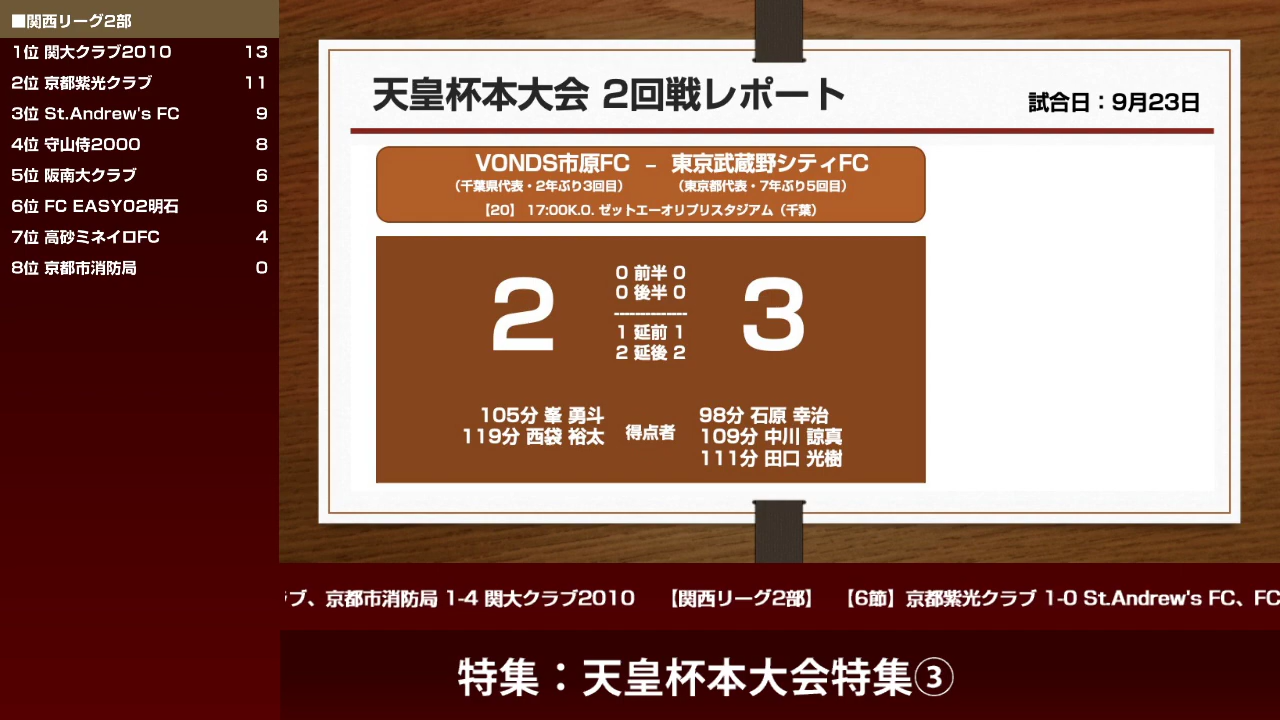 ■関西リーグ2部
1位 関大クラブ2010 13
2位 京都紫光クラブ 11
3位 St.Andrew's FC 9
4位 守山侍2000 8
5位 阪南大クラブ 6
6位 FC EASY02明石 6
7位 高砂ミネイロFC 4
8位 京都市消防局 0
天皇杯本大会 2回戦レポート
試合日：9月23日
VONDS市原FC － 東京武蔵野シティFC
（千葉県代表・2年ぶり3回目） （東京都代表・7年ぶり5回目）
【20】 17:00K.O. ゼットエーオリプリスタジアム（千葉）
2 3
0 前半 0
0 後半 0
--------------
1 延前 1
2 延後 2
得点者
105分 峯 勇斗
119分 西袋 裕太
98分 石原 幸治
109分 中川 諒真
111分 田口 光樹
ブ、京都市消防局 1-4 関大クラブ2010 【関西リーグ2部】 【6節】京都紫光クラブ 1-0 St.Andrew's FC、FC
特集：天皇杯本大会特集③